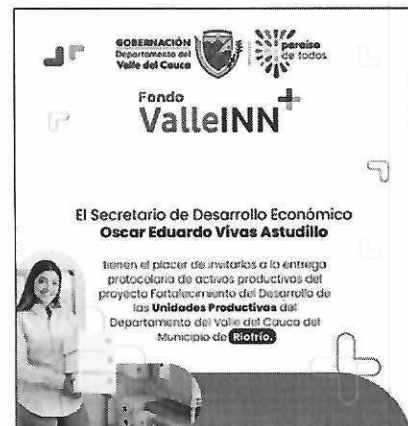 GOBERNACIÓN
Departamento del
Valle del Cauca
paraíso
de todos
Fondo
ValleINN+
El Secretario de Desarrollo Económico
Oscar Eduardo Vivas Astudillo
tienen el placer de invitarlos a la entrega
protocolaria de activos productivos del
proyecto Fortalecimiento del Desarrollo de
las Unidades Productivas del
Departamento del Valle del Cauca del
Municipio de Riofrío.